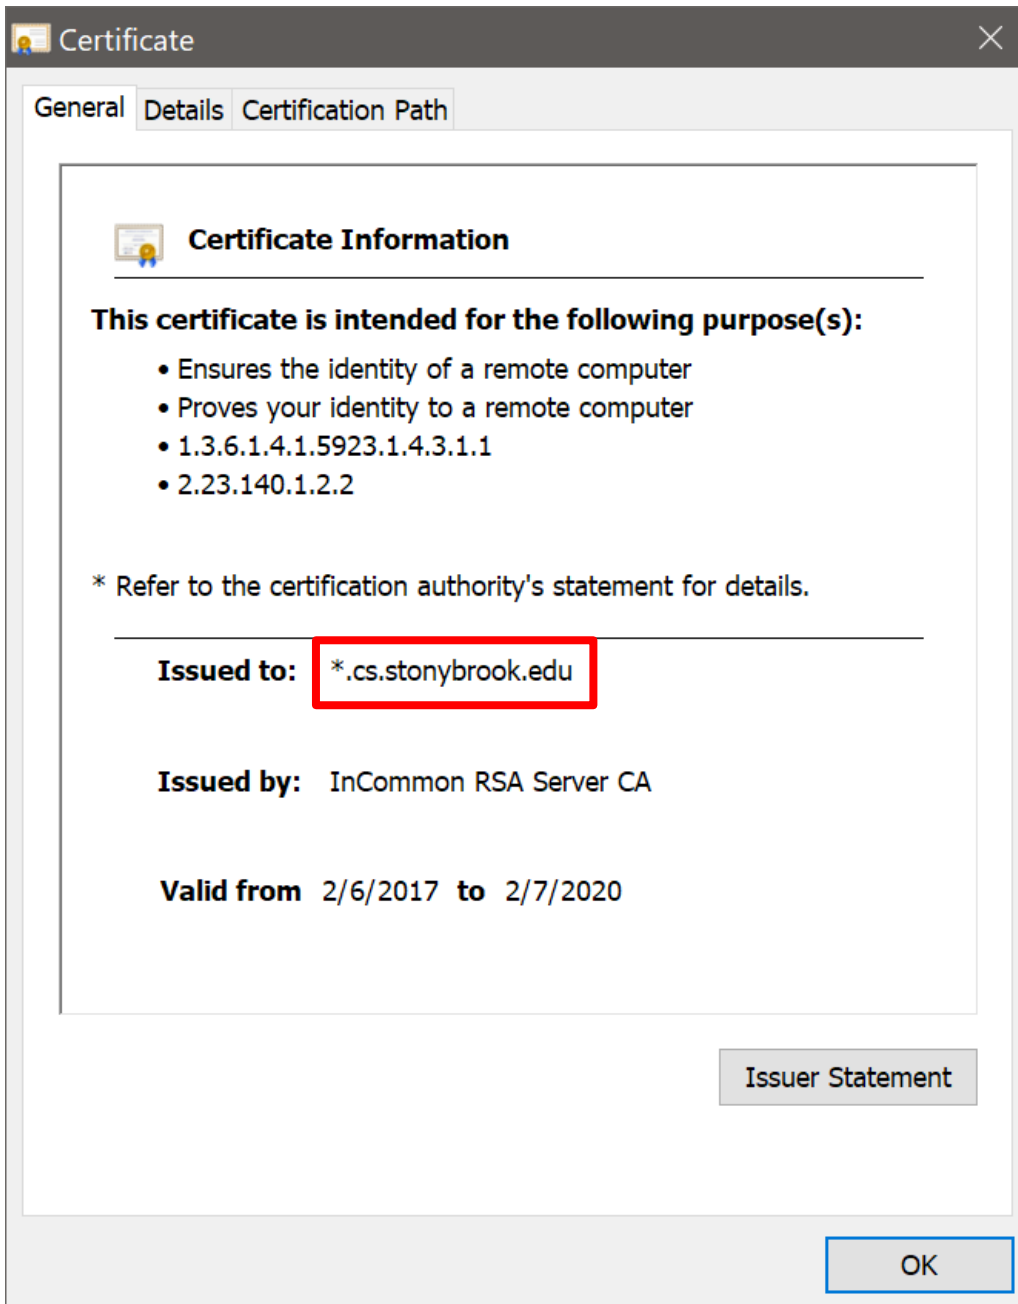 Certificate
General Details Certification Path
Certificate Information
This certificate is intended for the following purpose(s):
• Ensures the identity of a remote computer
• Proves your identity to a remote computer
• 1.3.6.1.4.1.5923.1.4.3.1.1
• 2.23.140.1.2.2
* Refer to the certification authority's statement for details.
Issued to: *.cs.stonybrook.edu
Issued by: InCommon RSA Server CA
Valid from 2/6/2017 to 2/7/2020
Issuer Statement
OK